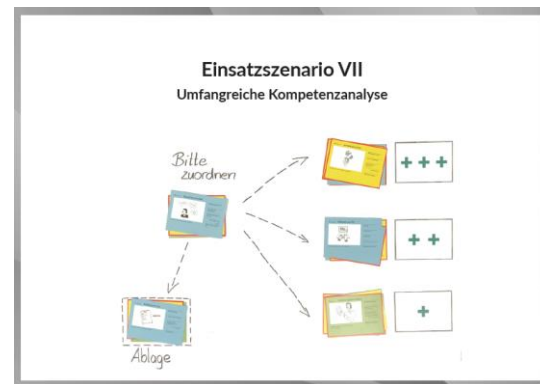 Einsatzszenario VII
Umfangreiche Kompetenzanalyse
Bitte
zuordnen
+ + +
+ +
+
Ablage